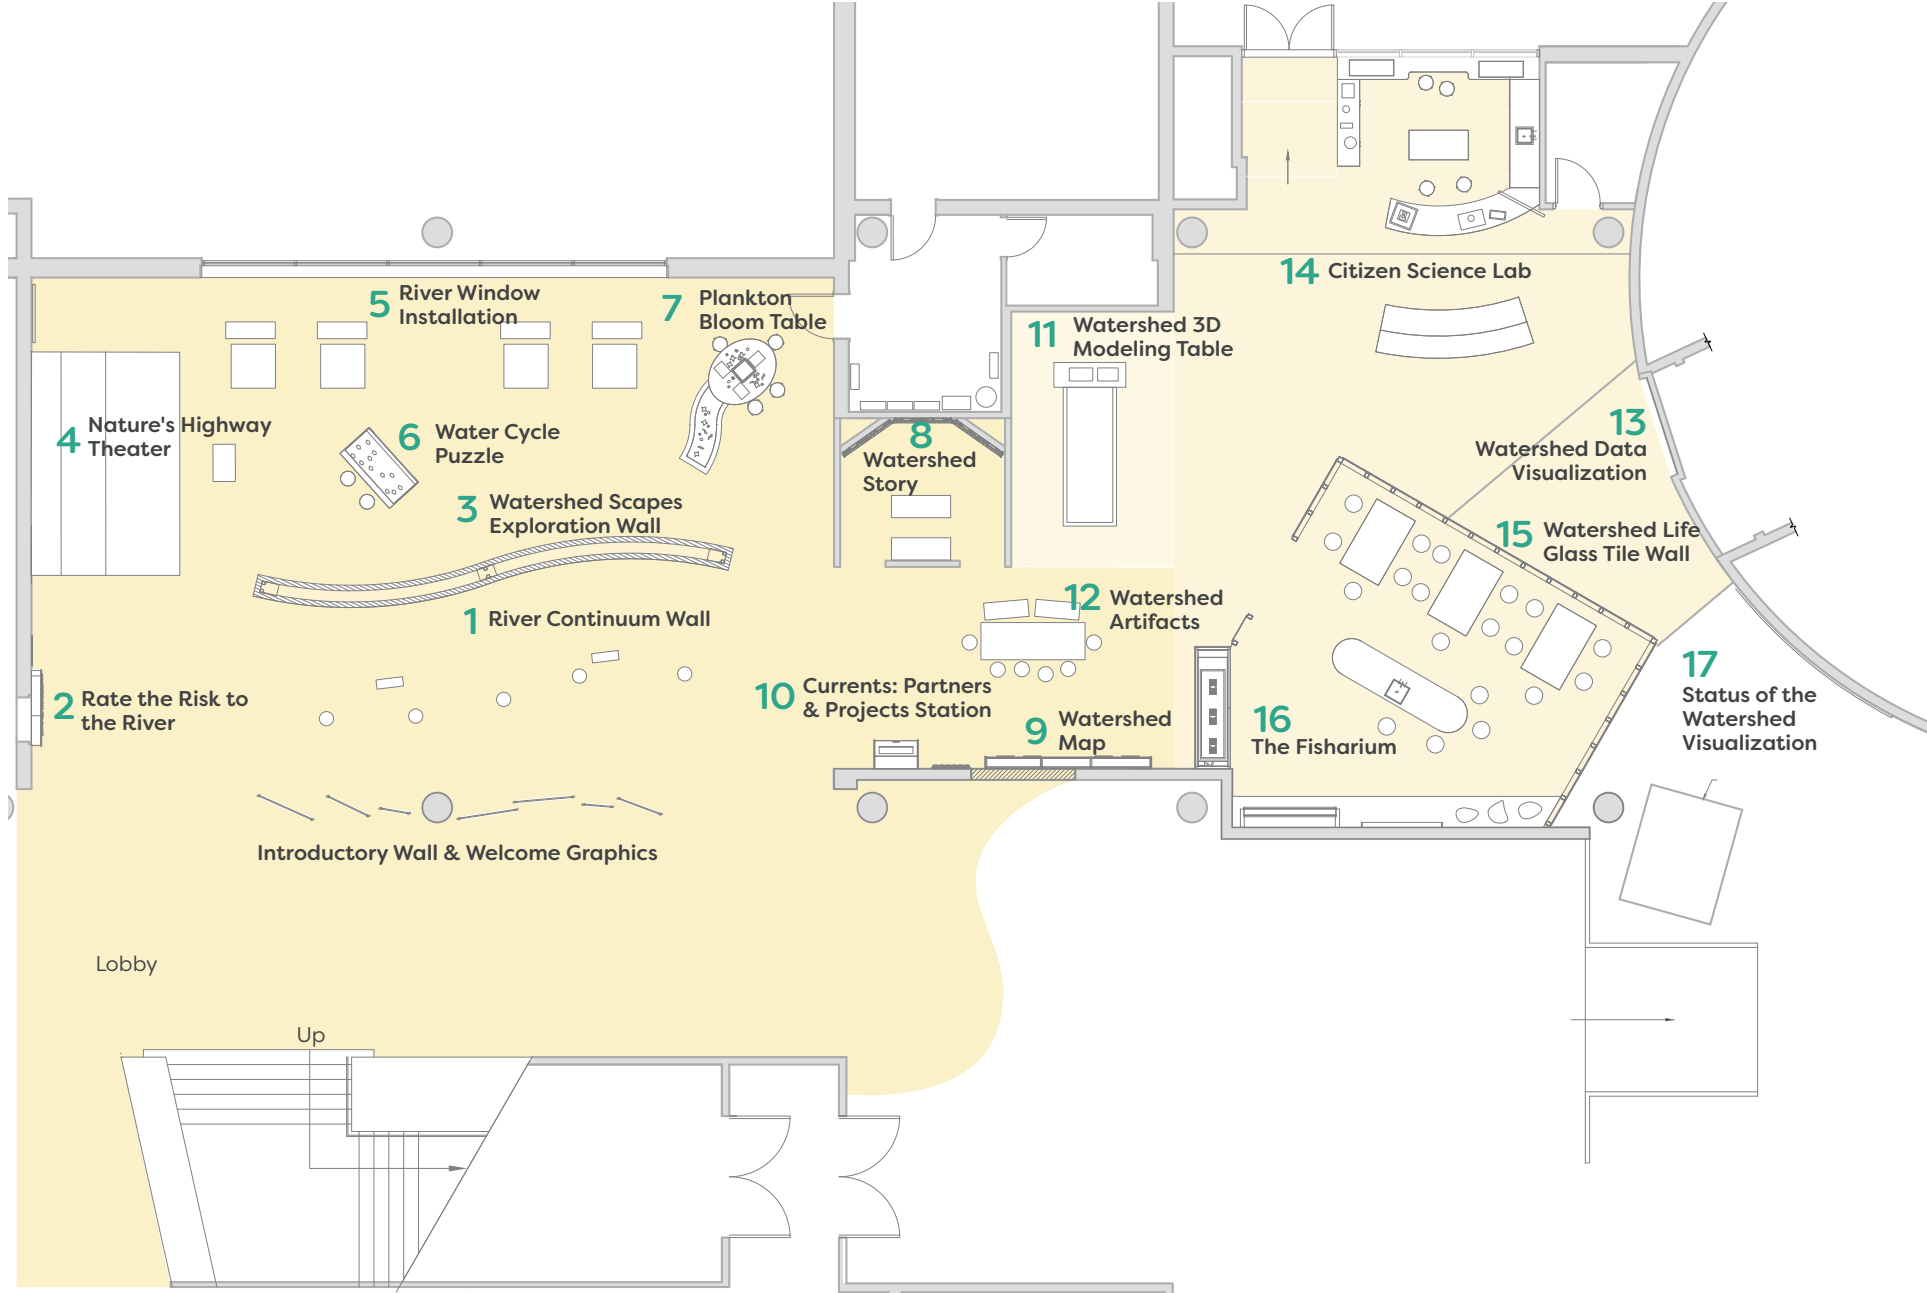 5 River Window
Installation
7 Plankton
Bloom Table
14 Citizen Science Lab
11 Watershed 3D
Modeling Table
4 Nature's Highway
Theater
6 Water Cycle
Puzzle
8
Watershed
Story
13
Watershed Data
Visualization
3 Watershed Scapes
Exploration Wall
15 Watershed Life
Glass Tile Wall
1 River Continuum Wall
12 Watershed
Artifacts
2 Rate the Risk to
the River
10 Currents: Partners
& Projects Station
9 Watershed
Map
16
The Fisharium
17
Status of the
Watershed
Visualization
Introductory Wall & Welcome Graphics
Lobby
Up